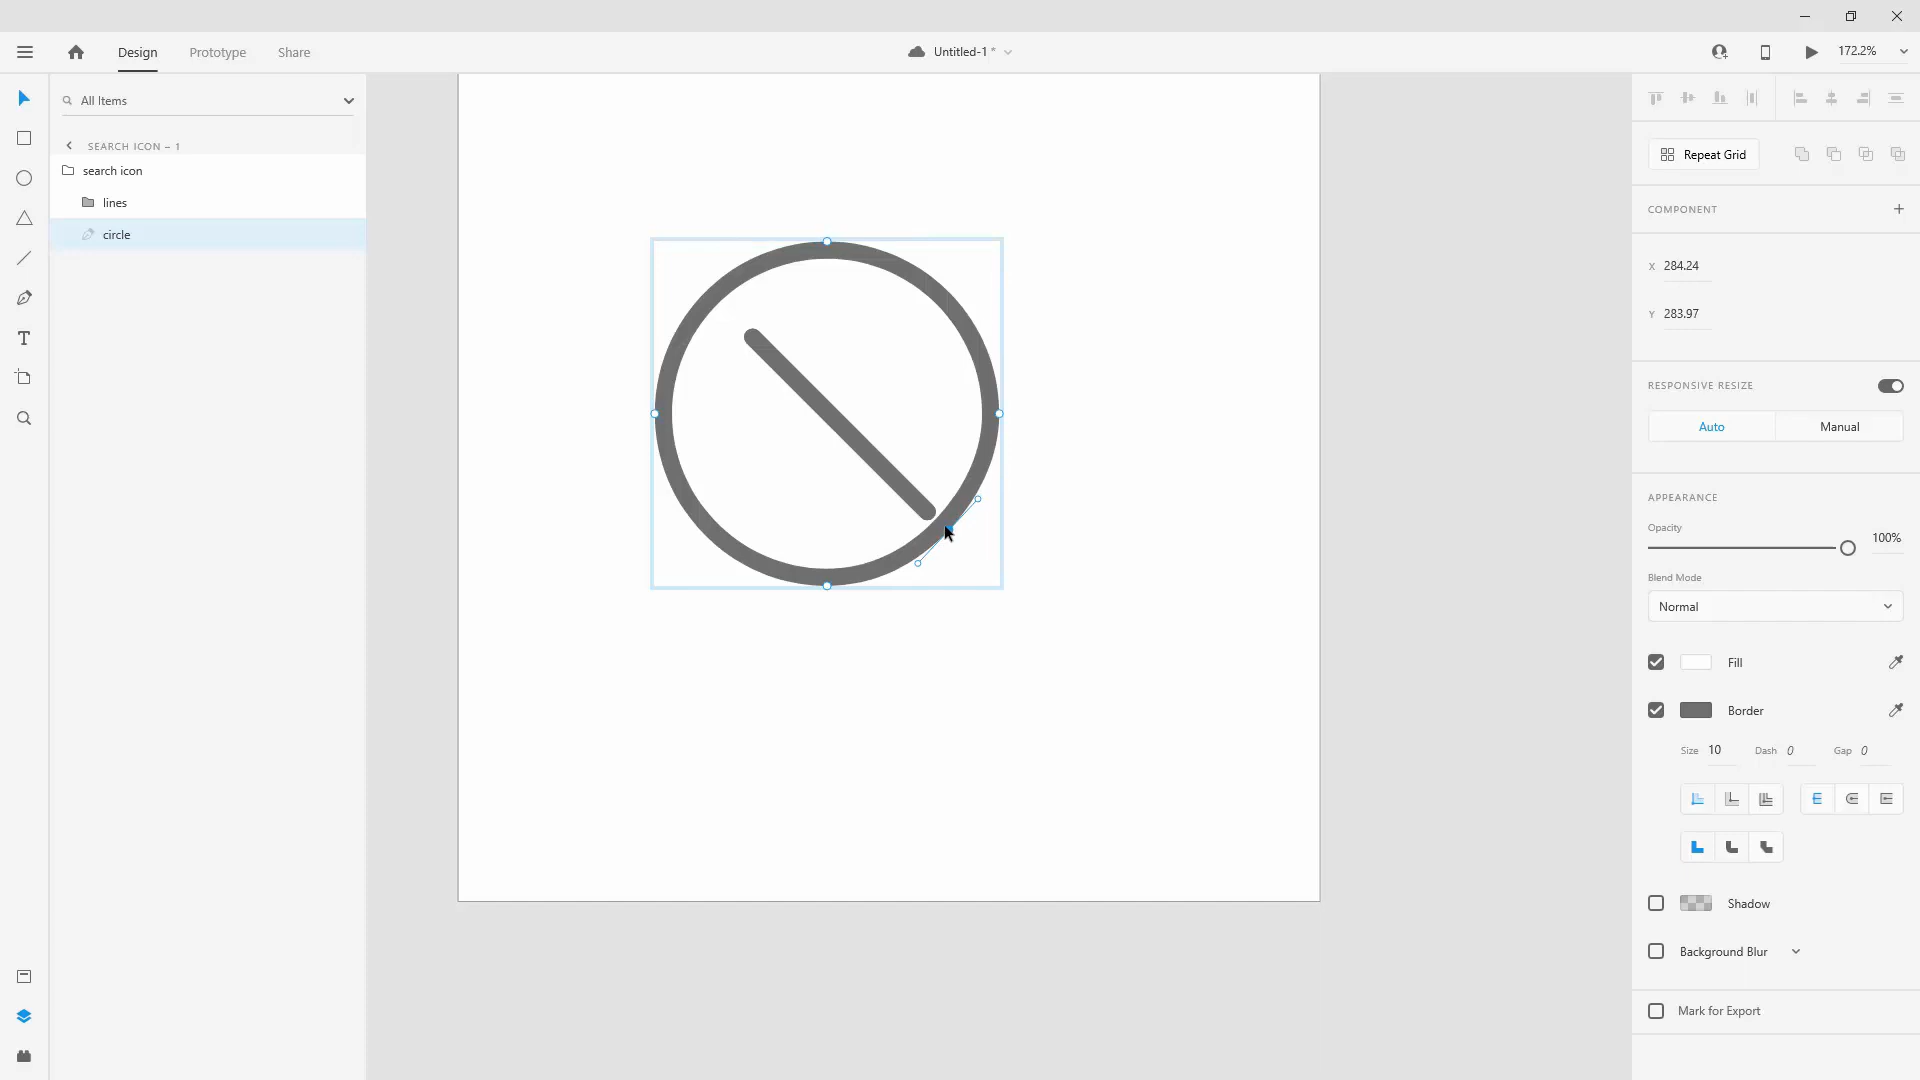 Design Prototype Share Untitled-1 * 172.2%
All Items
SEARCH ICON – 1
search icon
lines
circle
Repeat Grid
COMPONENT +
X 284.24
Y 283.97
RESPONSIVE RESIZE
Auto Manual
APPEARANCE
Opacity
100%
Blend Mode
Normal
Fill
Border
Size 10 Dash 0 Gap 0
Shadow
Background Blur
Mark for Export